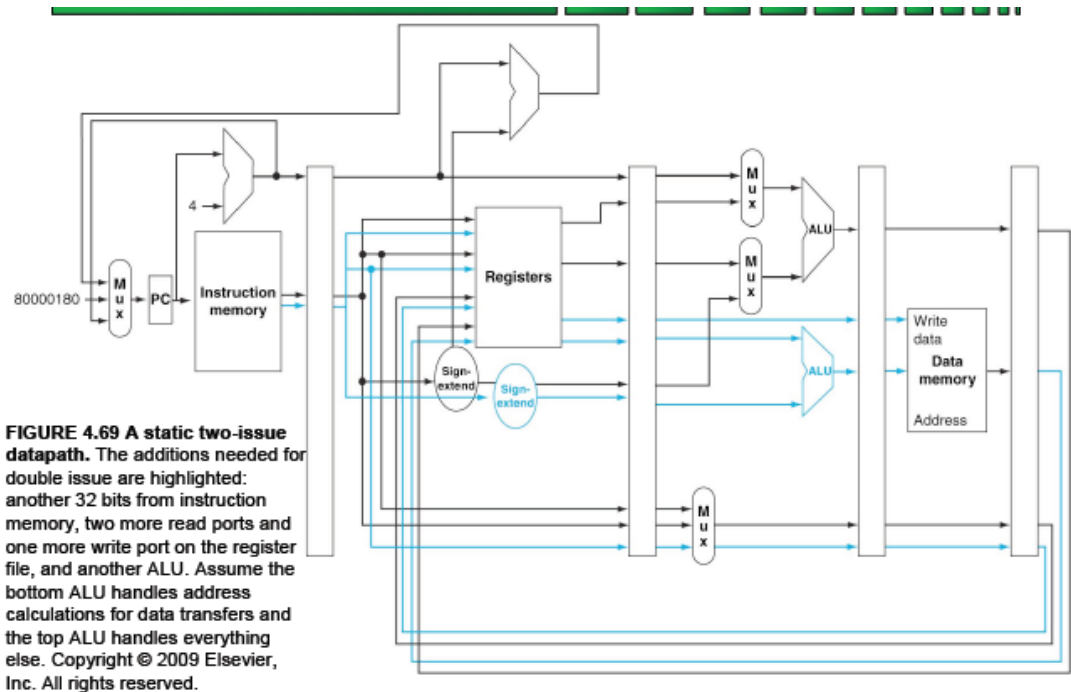 4
80000180
M
u
x
PC
Instruction
memory
Registers
Sign-
extend
Sign-
extend
M
u
x
M
u
x
ALU
ALU
Write
data
Data
memory
Address
M
u
x
FIGURE 4.69 A static two-issue
datapath. The additions needed for
double issue are highlighted:
another 32 bits from instruction
memory, two more read ports and
one more write port on the register
file, and another ALU. Assume the
bottom ALU handles address
calculations for data transfers and
the top ALU handles everything
else. Copyright © 2009 Elsevier,
Inc. All rights reserved.